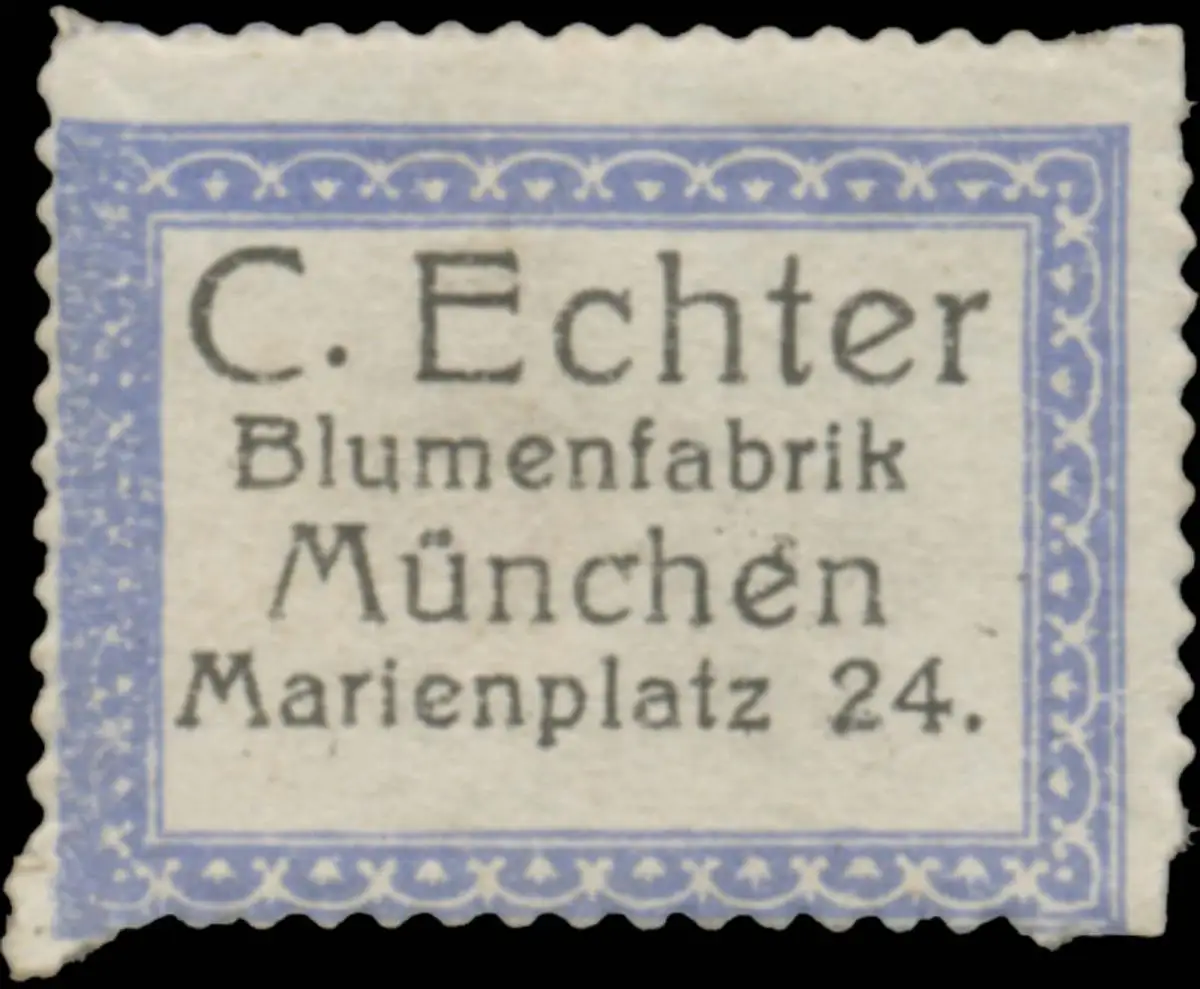 C. Echter
Blumenfabrik
München
Marienplatz 24.